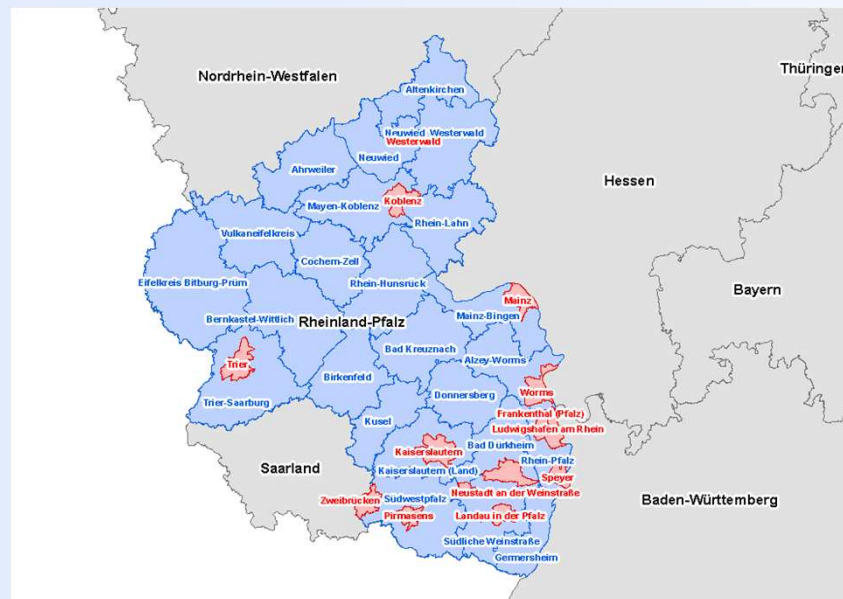 Nordrhein-Westfalen
Thüringen
Altenkirchen
Neuwied Westerwald
Westerwald
Neuwied
Ahrweiler
Hessen
Mayen-Koblenz
Koblenz
Rhein-Lahn
Vulkaneifelkreis
Cochem-Zell
Eifelkreis Bitburg-Prüm
Rhein-Hunsrück
Bayern
Mainz
Mainz-Bingen
Bernkastel-Wittlich
Rheinland-Pfalz
Bad Kreuznach
Alzey-Worms
Trier
Birkenfeld
Worms
Donnersberg
Trier-Saarburg
Frankenthal (Pfalz)
Kusel
Ludwigshafen am Rhein
Bad Dürkheim
Kaiserslautern
Rhein-Pfalz
Saarland
Kaiserslautern (Land)
Speyer
Neustadt an der Weinstraße
Zweibrücken
Südwestpfalz
Baden-Württemberg
Pirmasens
Landau in der Pfalz
Südliche Weinstraße
Germersheim